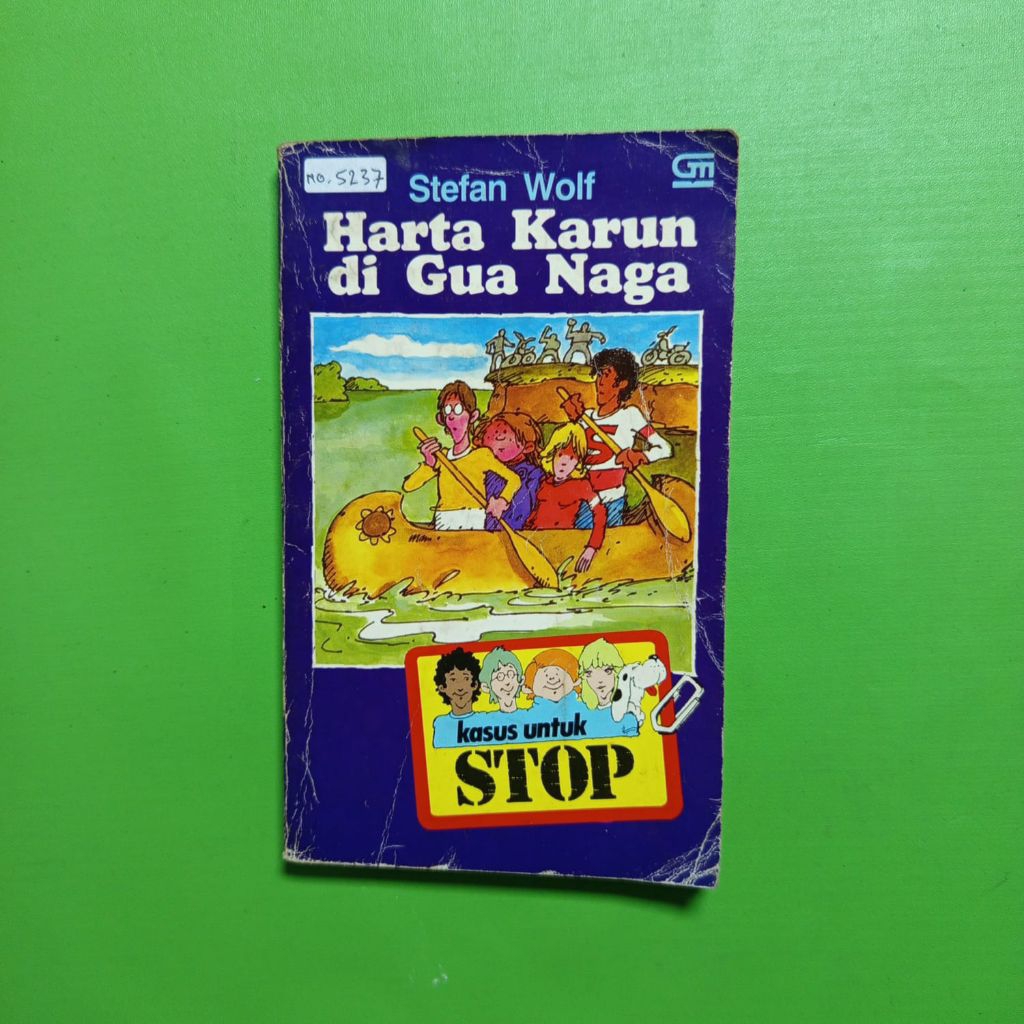 NO. 5237
Stefan Wolf
GM
Harta Karun
di Gua Naga
kasus untuk
STOP